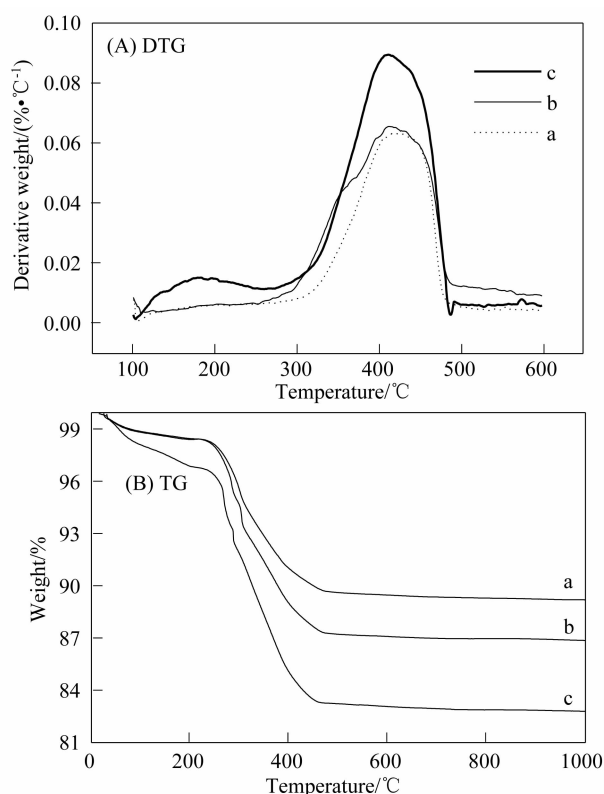 (A) DTG
0.10
0.08
0.06
0.04
0.02
0.00
Derivative weight/(%•℃⁻¹)
c
b
a
100 200 300 400 500 600
Temperature/℃
(B) TG
99
96
93
90
87
84
81
Weight/%
a
b
c
0 200 400 600 800 1000
Temperature/℃